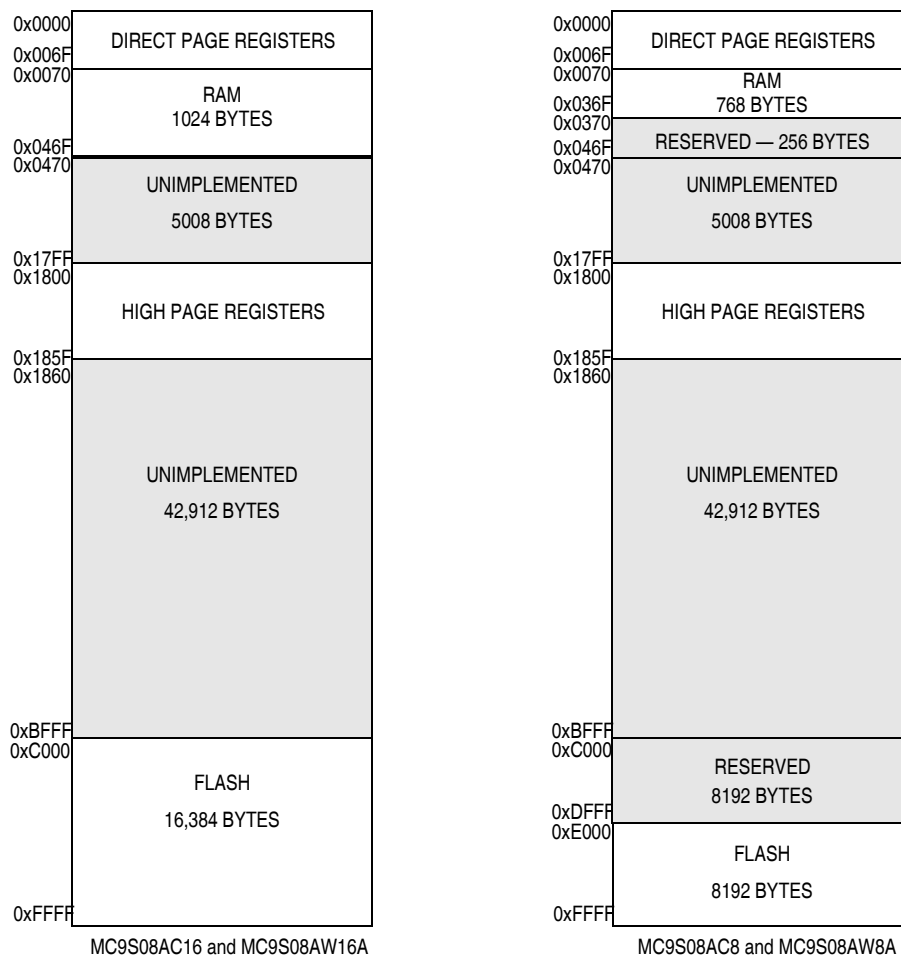 0x0000
DIRECT PAGE REGISTERS
0x006F
0x0070
RAM
1024 BYTES
0x046F
0x0470
UNIMPLEMENTED
5008 BYTES
0x17FF
0x1800
HIGH PAGE REGISTERS
0x185F
0x1860
UNIMPLEMENTED
42,912 BYTES
0xBFFF
0xC000
FLASH
16,384 BYTES
0xFFFF
MC9S08AC16 and MC9S08AW16A
0x0000
DIRECT PAGE REGISTERS
0x006F
0x0070
RAM
768 BYTES
0x036F
0x0370
RESERVED — 256 BYTES
0x046F
0x0470
UNIMPLEMENTED
5008 BYTES
0x17FF
0x1800
HIGH PAGE REGISTERS
0x185F
0x1860
UNIMPLEMENTED
42,912 BYTES
0xBFFF
0xC000
RESERVED
8192 BYTES
0xDFFF
0xE000
FLASH
8192 BYTES
0xFFFF
MC9S08AC8 and MC9S08AW8A